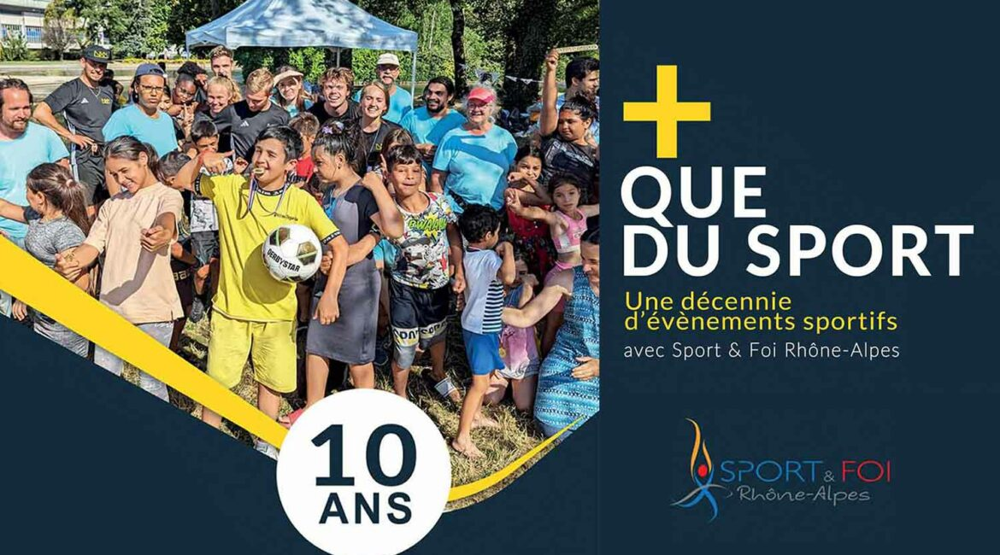 +
QUE
DU SPORT
Une décennie
d'évènements sportifs
avec Sport & Foi Rhône-Alpes
SPORT & FOI
Rhône-Alpes
10
ANS
DERBYSTAR
BWAAA